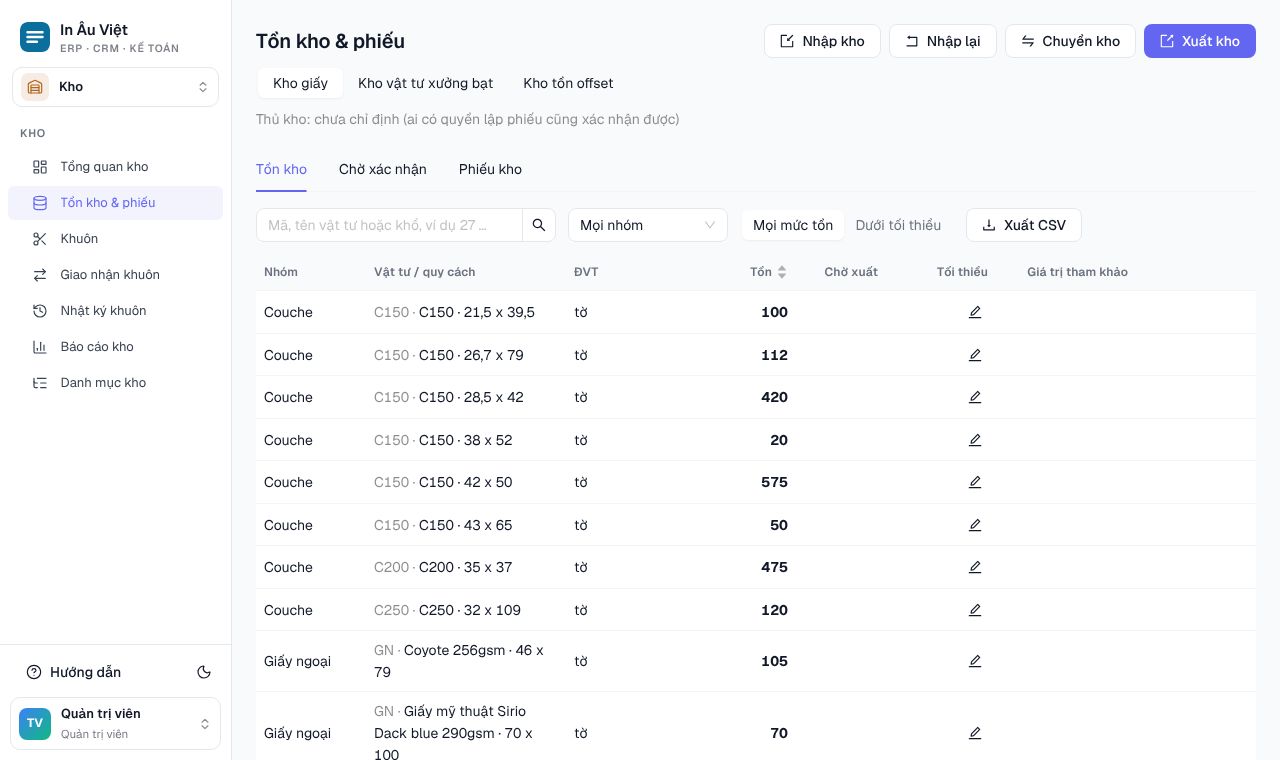 In Âu Việt
ERP · CRM · KẾ TOÁN
Kho
KHO
Tổng quan kho
Tồn kho & phiếu
Khuôn
Giao nhận khuôn
Nhật ký khuôn
Báo cáo kho
Danh mục kho
Hướng dẫn
TV
Quản trị viên
Quản trị viên
Tồn kho & phiếu
Nhập kho
Nhập lại
Chuyển kho
Xuất kho
Kho giấy Kho vật tư xưởng bạt Kho tồn offset
Thủ kho: chưa chỉ định (ai có quyền lập phiếu cũng xác nhận được)
Tồn kho Chờ xác nhận Phiếu kho
Mã, tên vật tư hoặc khổ, ví dụ 27 ... Mọi nhóm Mọi mức tồn Dưới tối thiểu Xuất CSV
Nhóm Vật tư / quy cách ĐVT Tồn Chờ xuất Tối thiểu Giá trị tham khảo
Couche C150 · C150 · 21,5 x 39,5 tờ 100
Couche C150 · C150 · 26,7 x 79 tờ 112
Couche C150 · C150 · 28,5 x 42 tờ 420
Couche C150 · C150 · 38 x 52 tờ 20
Couche C150 · C150 · 42 x 50 tờ 575
Couche C150 · C150 · 43 x 65 tờ 50
Couche C200 · C200 · 35 x 37 tờ 475
Couche C250 · C250 · 32 x 109 tờ 120
Giấy ngoại GN · Coyote 256gsm · 46 x
79 tờ 105
Giấy ngoại GN · Giấy mỹ thuật Sirio
Dack blue 290gsm · 70 x tờ 70
100